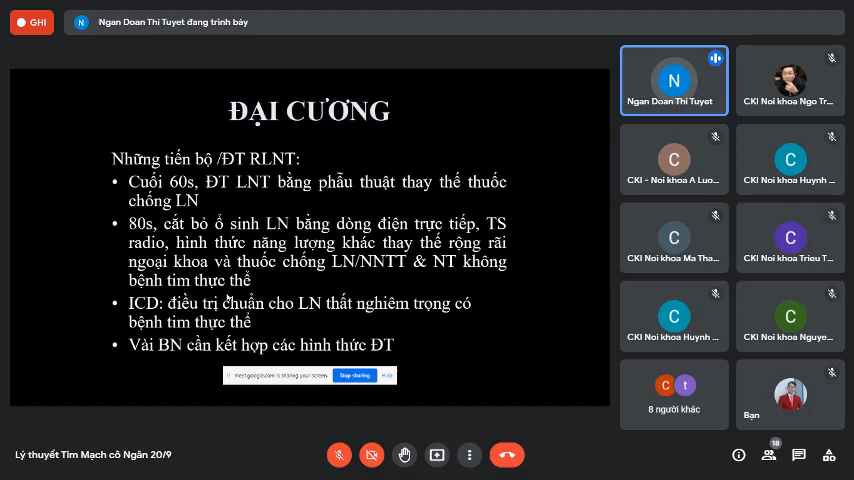 GHI
N
Ngan Doan Thi Tuyet đang trình bày
ĐẠI CƯƠNG
Những tiến bộ /ĐT RLNT:
• Cuối 60s, ĐT LNT bằng phẫu thuật thay thế thuốc
chống LN
• 80s, cắt bỏ ổ sinh LN bằng dòng điện trực tiếp, TS
radio, hình thức năng lượng khác thay thế rộng rãi
ngoại khoa và thuốc chống LN/NNTT & NT không
bệnh tim thực thể
• ICD: điều trị chuẩn cho LN thất nghiêm trọng có
bệnh tim thực thể
• Vài BN cần kết hợp các hình thức ĐT
meet.google.com is sharing your screen.
Stop sharing
Hide
N
Ngan Doan Thi Tuyet
CKI Noi khoa Ngo Tr...
C
CKI - Noi khoa A Luo...
C
CKI Noi khoa Huynh ...
C
CKI Noi khoa Ma Tha...
C
CKI Noi khoa Trieu T...
C
CKI Noi khoa Huynh ...
C
CKI Noi khoa Nguye...
C t
8 người khác
Bạn
Lý thuyết Tim Mạch cô Ngân 20/9
18